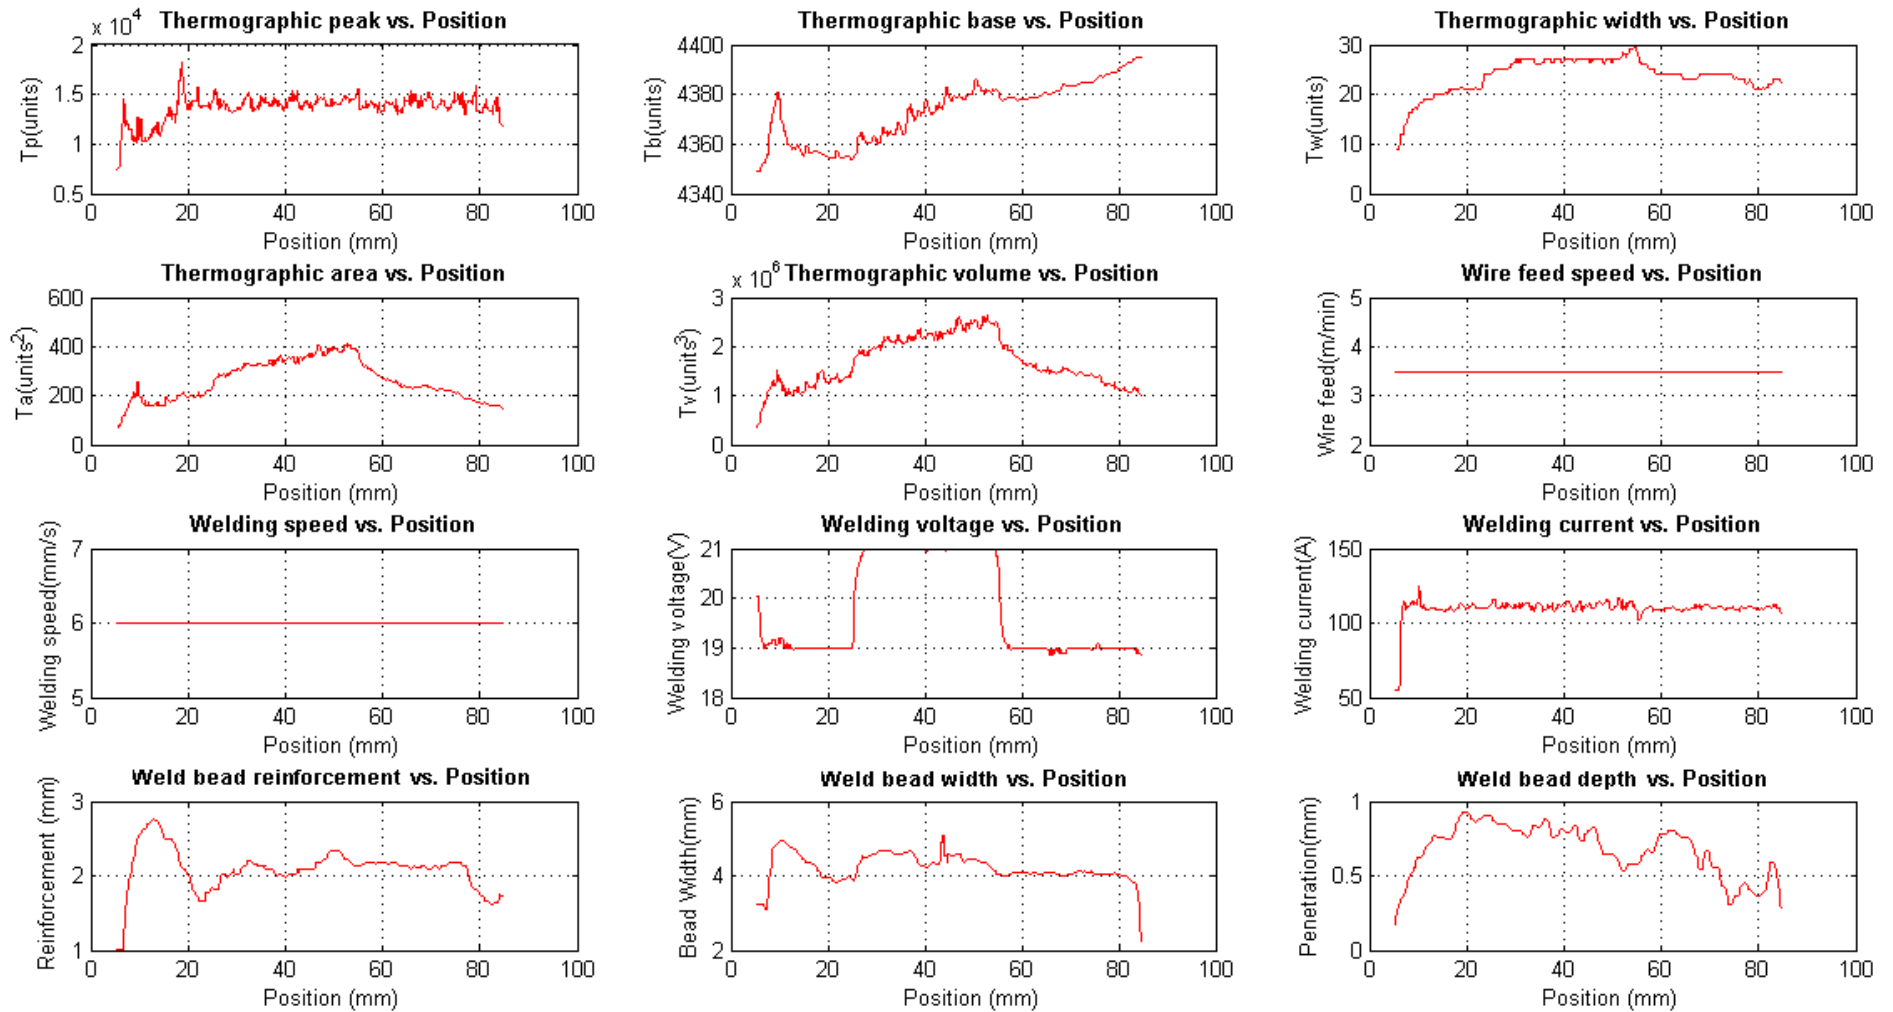 Thermographic peak vs. Position
x 10^4
Tp(units)
2
1.5
1
0.5
0 20 40 60 80 100
Position (mm)
Thermographic base vs. Position
Tb(units)
4400
4380
4360
4340
0 20 40 60 80 100
Position (mm)
Thermographic width vs. Position
Tw(units)
30
20
10
0
0 20 40 60 80 100
Position (mm)
Thermographic area vs. Position
Ta(units^2)
600
400
200
0
0 20 40 60 80 100
Position (mm)
x 10^6 Thermographic volume vs. Position
Tv(units^3)
3
2
1
0
0 20 40 60 80 100
Position (mm)
Wire feed speed vs. Position
Wire feed(m/min)
5
4
3
2
0 20 40 60 80 100
Position (mm)
Welding speed vs. Position
Welding speed(mm/s)
7
6
5
0 20 40 60 80 100
Position (mm)
Welding voltage vs. Position
Welding voltage(V)
21
20
19
18
0 20 40 60 80 100
Position (mm)
Welding current vs. Position
Welding current(A)
150
100
50
0 20 40 60 80 100
Position (mm)
Weld bead reinforcement vs. Position
Reinforcement (mm)
3
2
1
0 20 40 60 80 100
Position (mm)
Weld bead width vs. Position
Bead Width(mm)
6
4
2
0 20 40 60 80 100
Position (mm)
Weld bead depth vs. Position
Penetration(mm)
1
0.5
0
0 20 40 60 80 100
Position (mm)